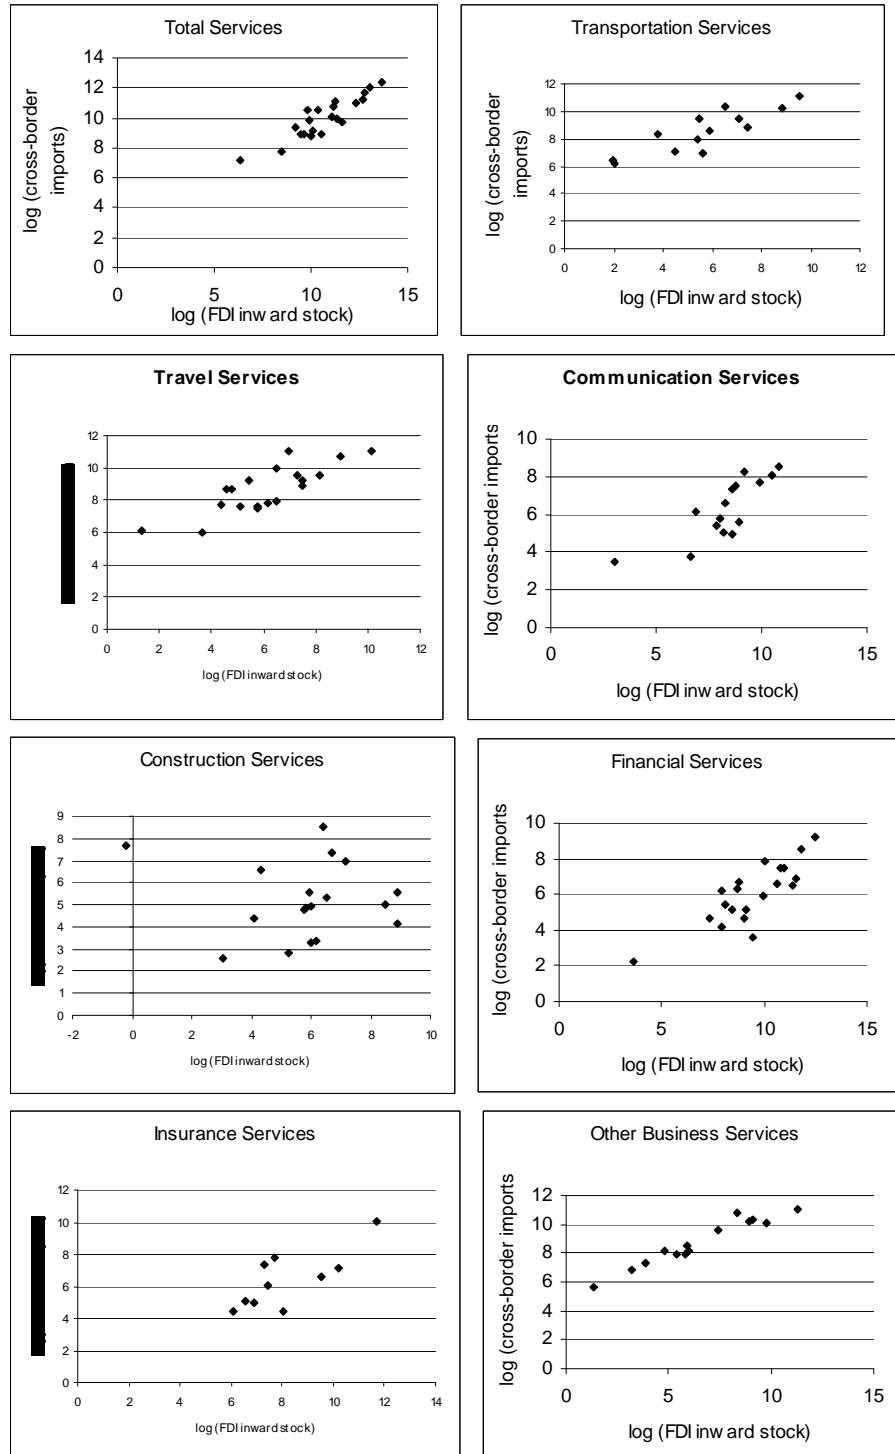 Total Services
log (cross-border
imports)
14
12
10
8
6
4
2
0
0 5 10 15
log (FDI inw ard stock)
Transportation Services
log (cross-border
imports)
12
10
8
6
4
2
0
0 2 4 6 8 10 12
log (FDI inw ard stock)
Travel Services
12
10
8
6
4
2
0
0 2 4 6 8 10 12
log (FDI inward stock)
Communication Services
log (cross-border imports
10
8
6
4
2
0
0 5 10 15
log (FDI inw ard stock)
Construction Services
9
8
7
6
5
4
3
2
1
0
-2 0 2 4 6 8 10
log (FDI inward stock)
Financial Services
log (cross-border imports
10
8
6
4
2
0
0 5 10 15
log (FDI inw ard stock)
Insurance Services
12
10
8
6
4
2
0
0 2 4 6 8 10 12 14
log (FDI inward stock)
Other Business Services
log (cross-border imports
12
10
8
6
4
2
0
0 5 10 15
log (FDI inw ard stock)